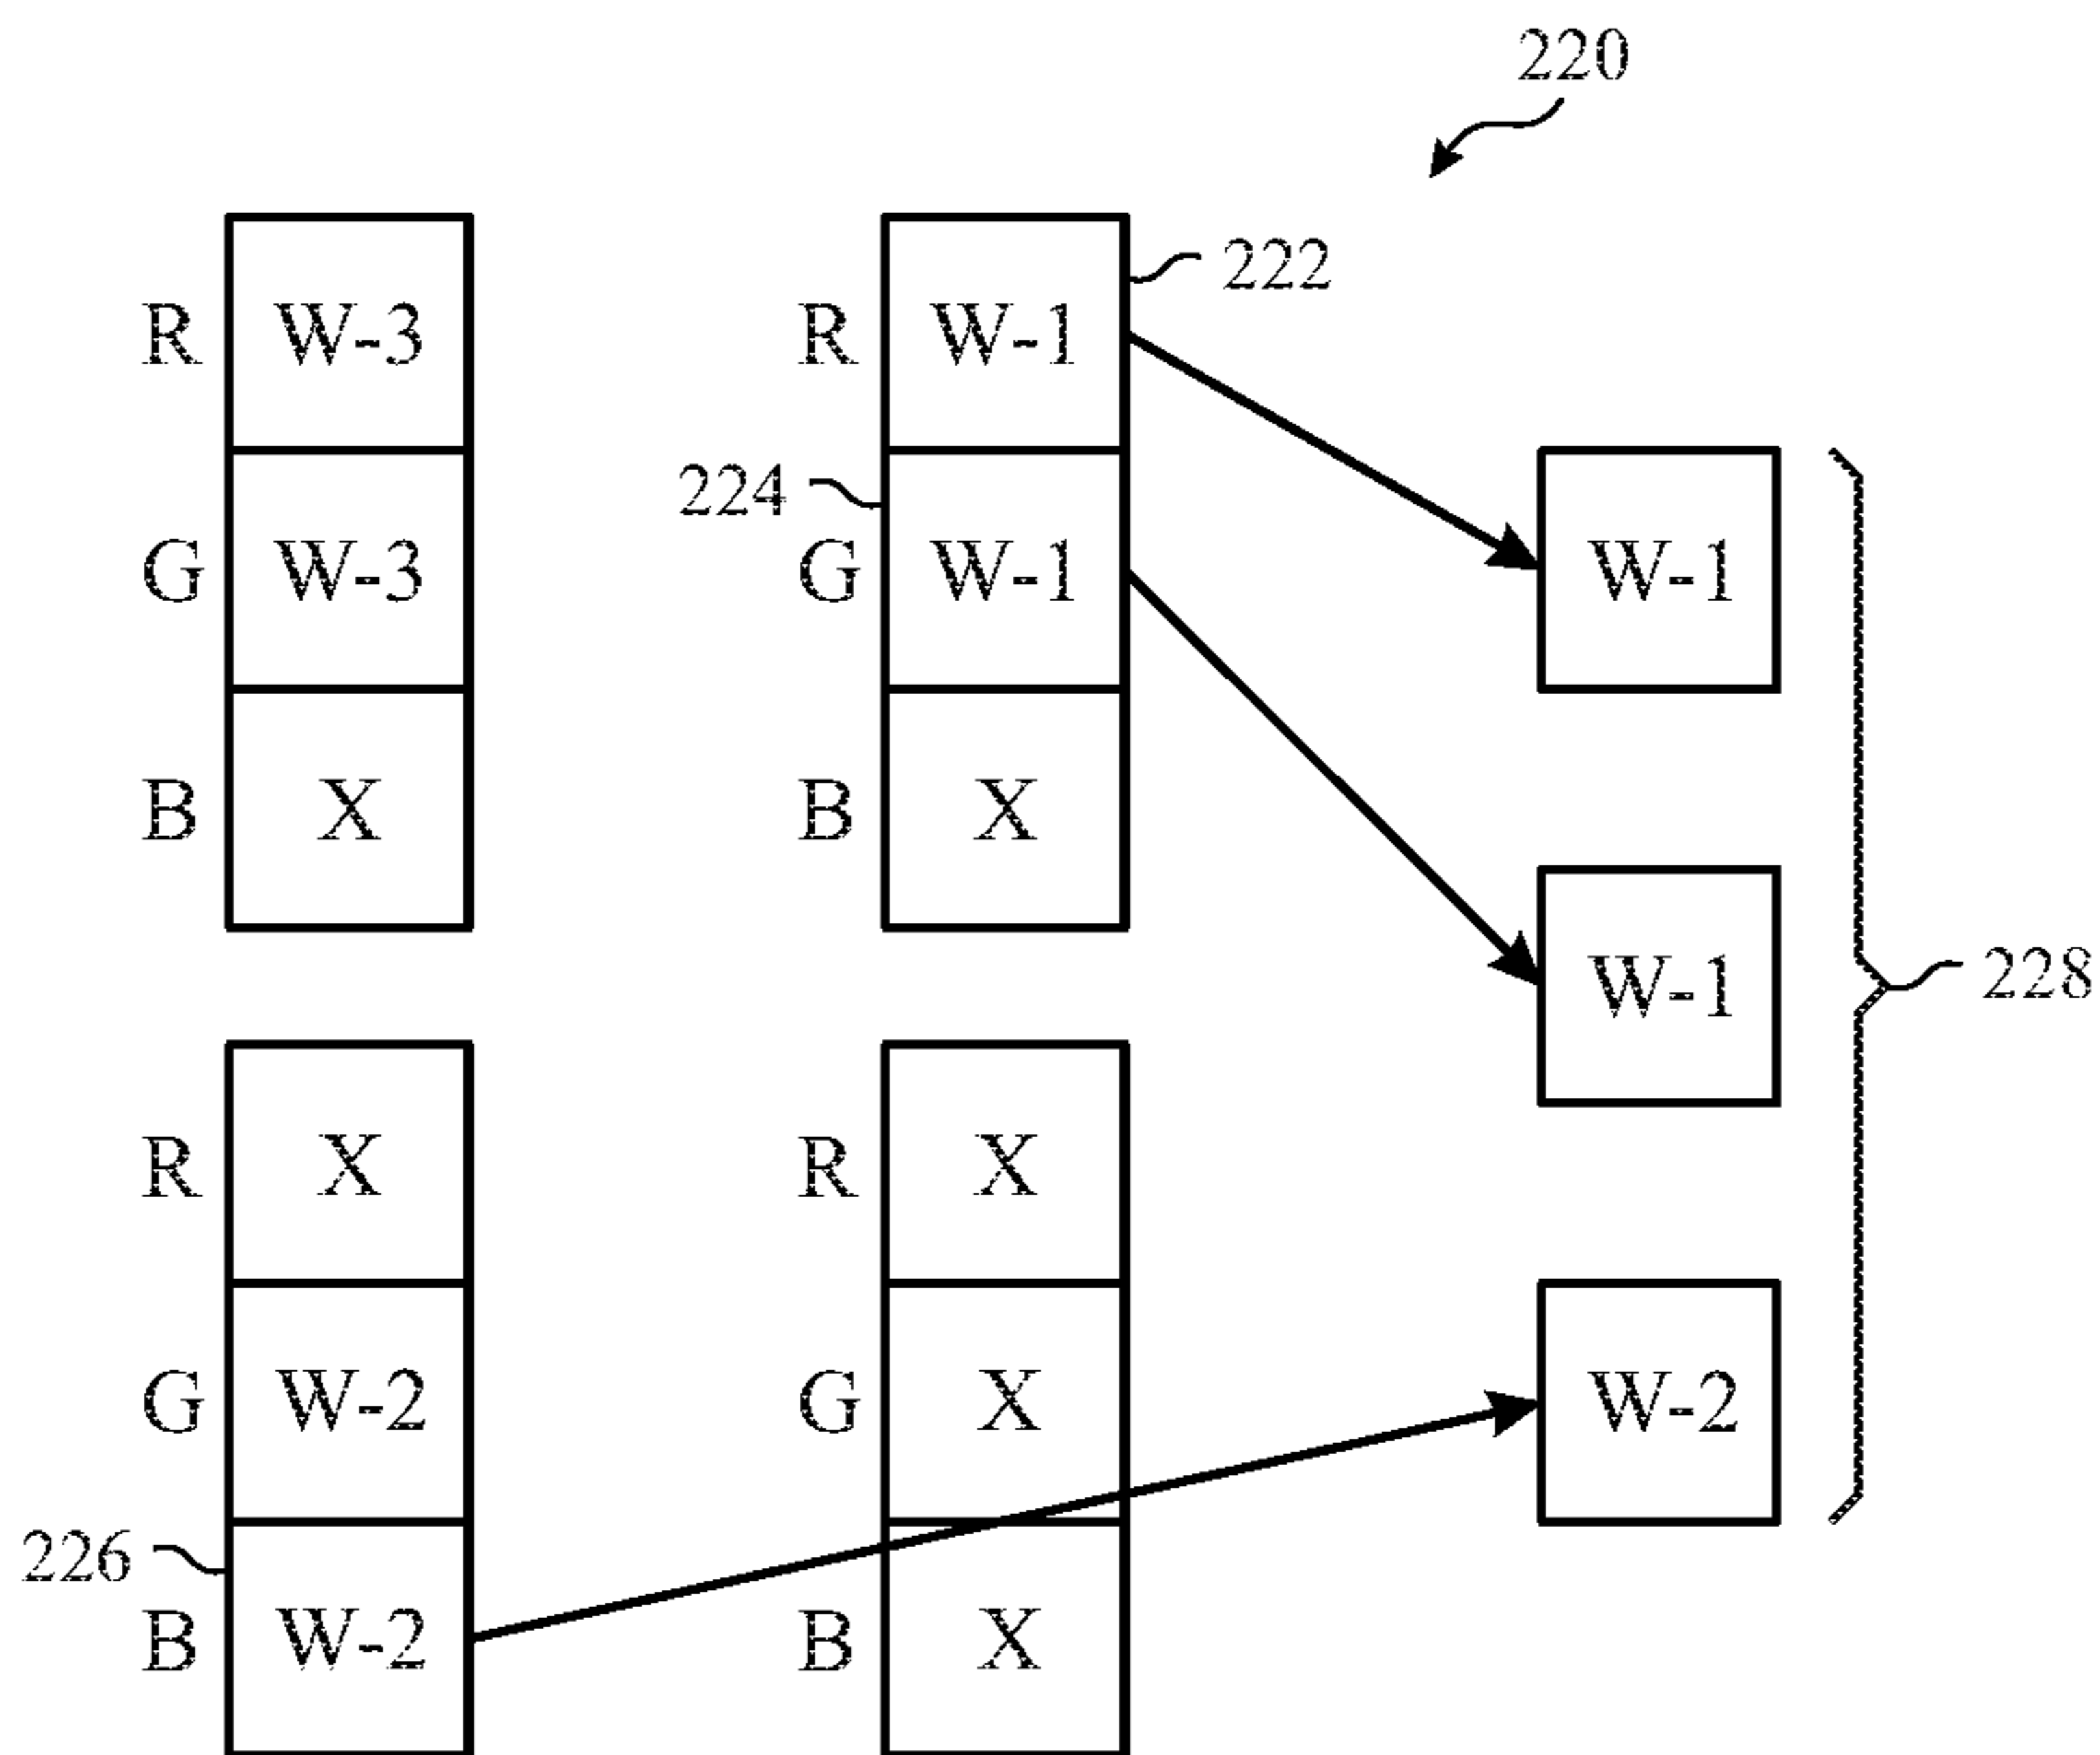 220
R W-3 R W-1 222
224
G W-3 G W-1 W-1
B X B X
W-1 228
R X R X
G W-2 G X W-2
226
B W-2 B X